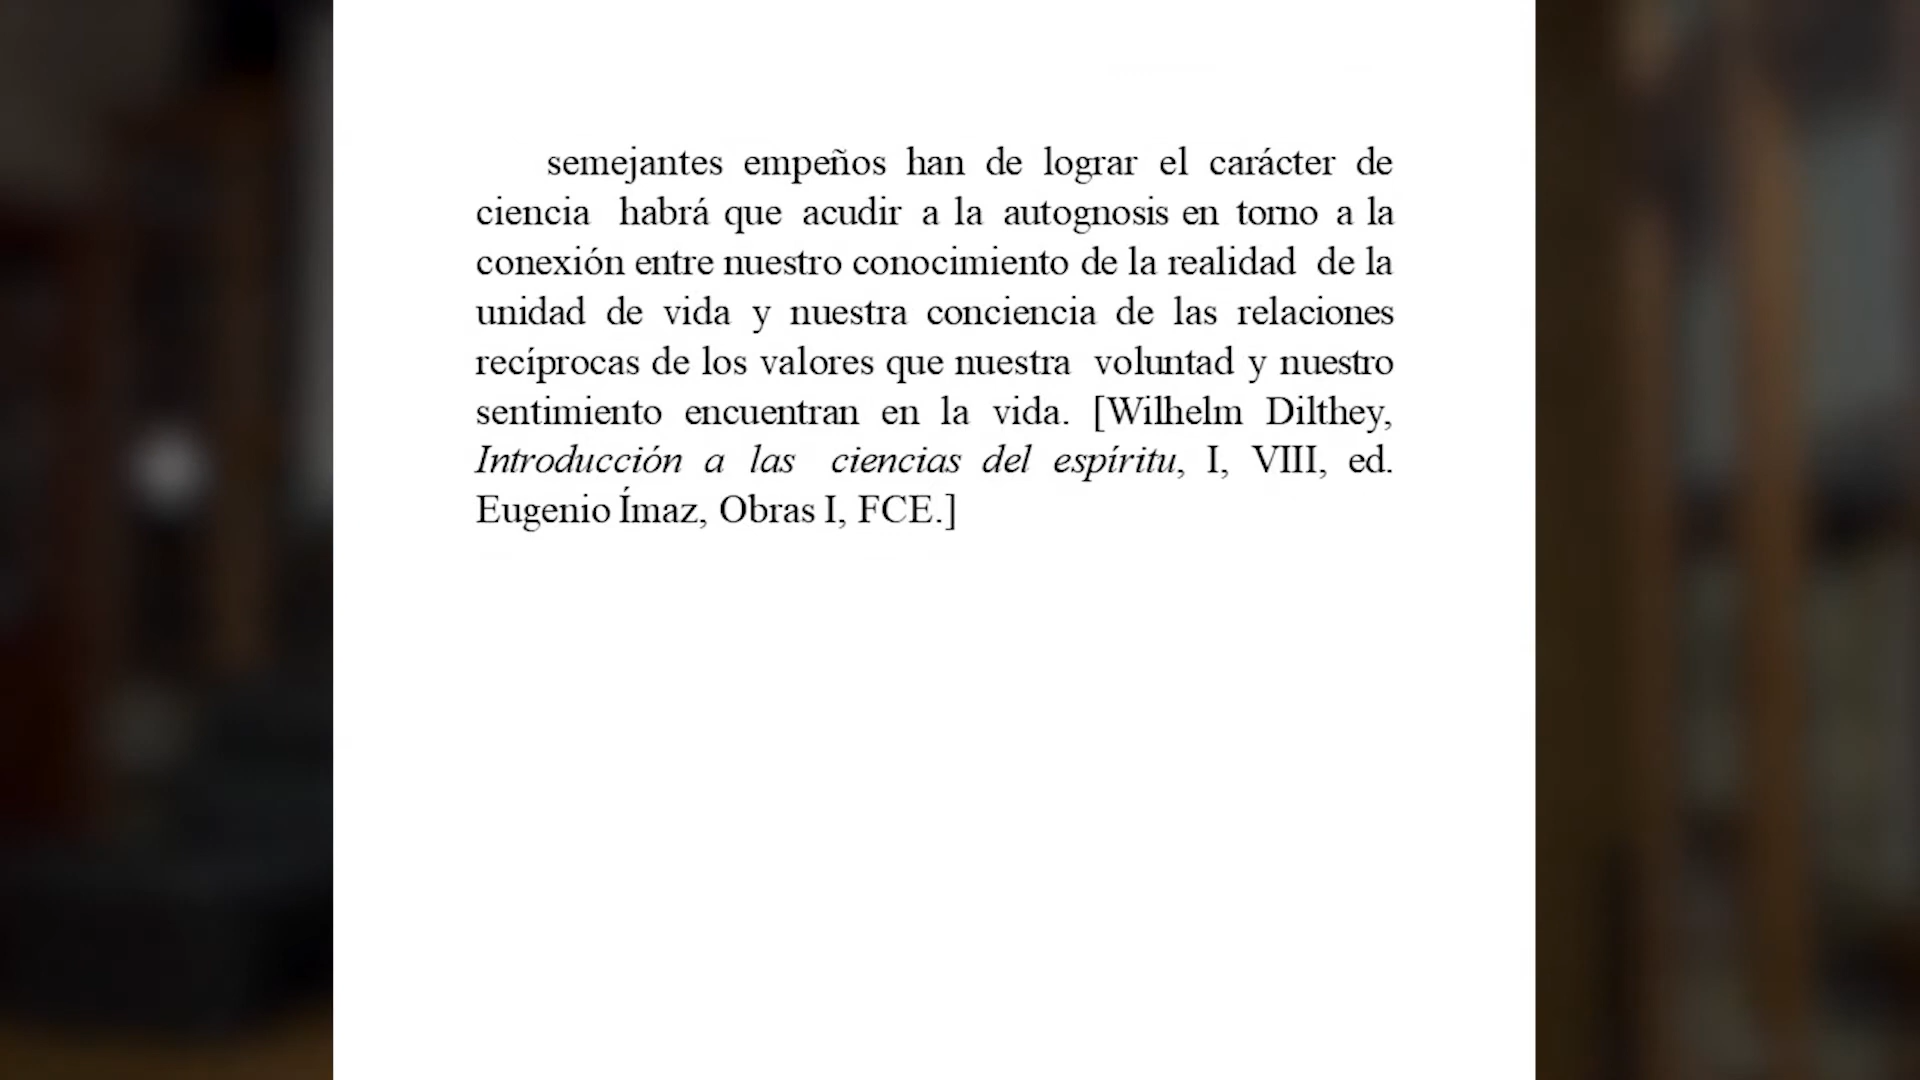 semejantes empeños han de lograr el carácter de
ciencia habrá que acudir a la autognosis en torno a la
conexión entre nuestro conocimiento de la realidad de la
unidad de vida y nuestra conciencia de las relaciones
recíprocas de los valores que nuestra voluntad y nuestro
sentimiento encuentran en la vida. [Wilhelm Dilthey,
Introducción a las ciencias del espíritu, I, VIII, ed.
Eugenio Ímaz, Obras I, FCE.]